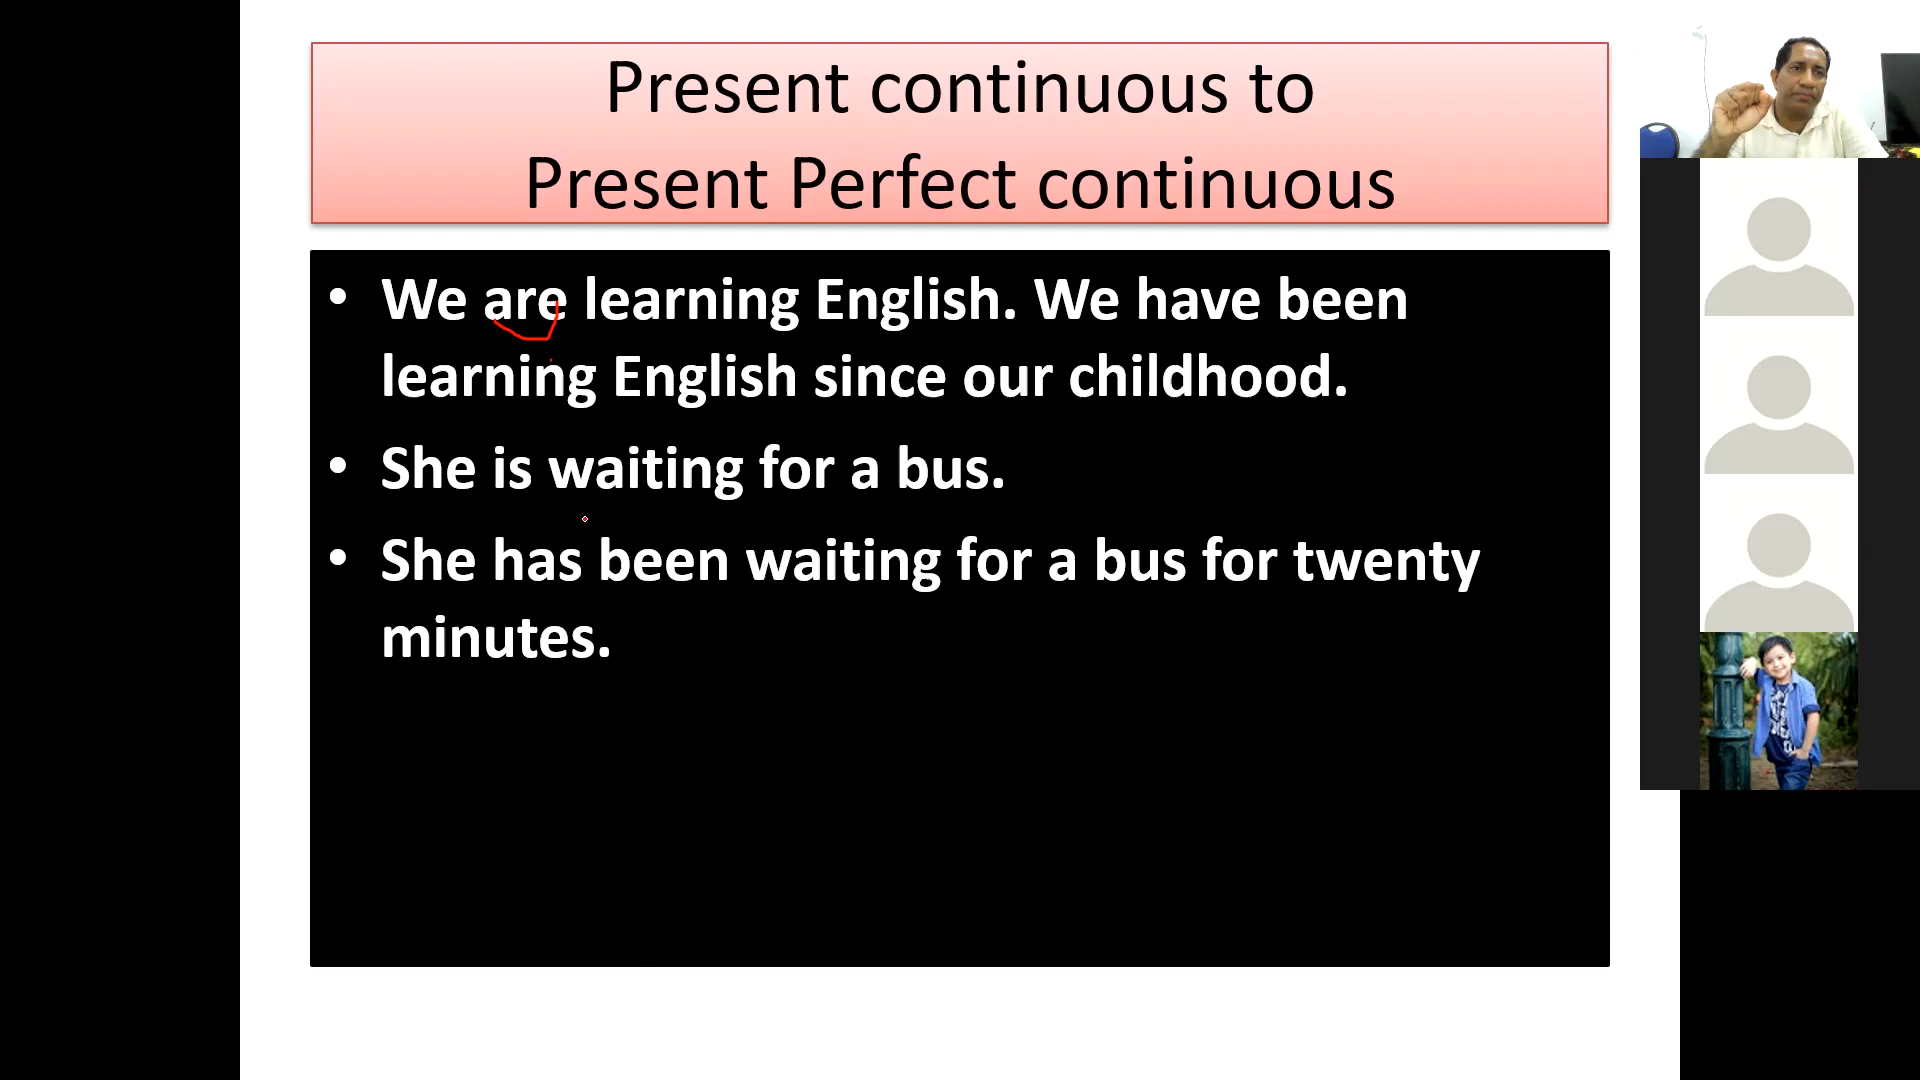 Present continuous to
Present Perfect continuous
• We are learning English. We have been
learning English since our childhood.
• She is waiting for a bus.
• She has been waiting for a bus for twenty
minutes.